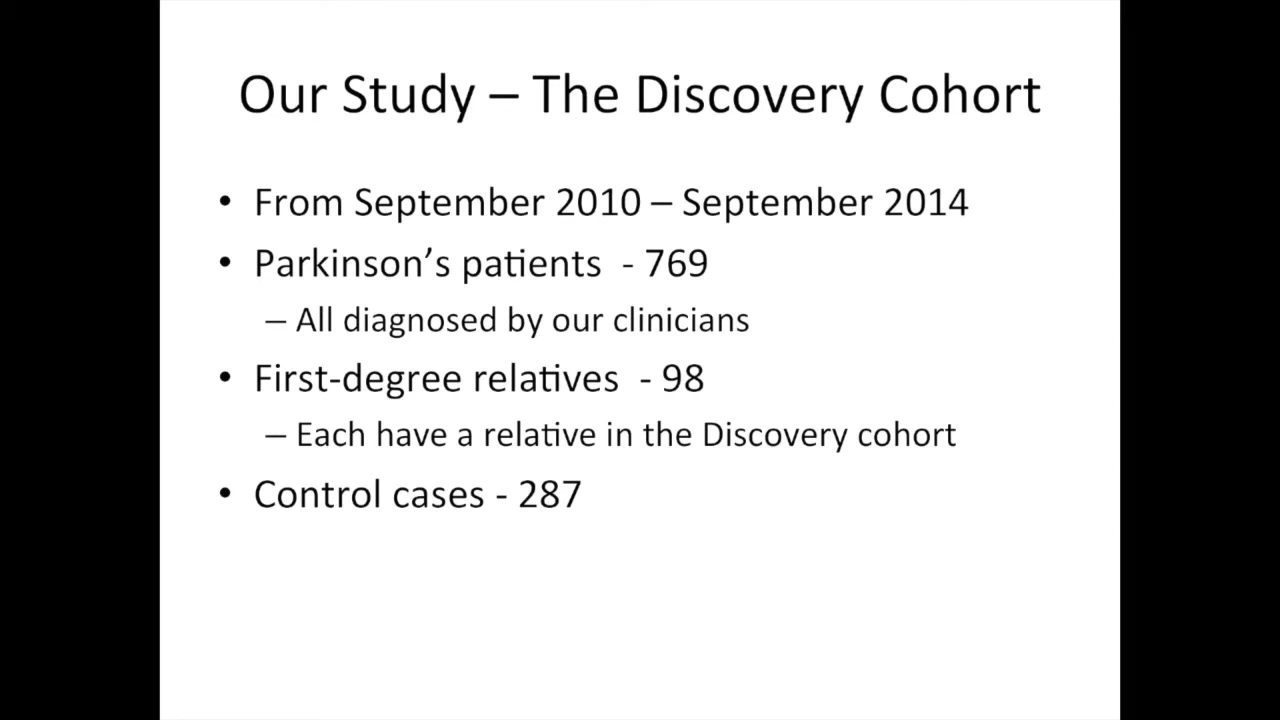 Our Study – The Discovery Cohort
• From September 2010 – September 2014
• Parkinson’s patients - 769
– All diagnosed by our clinicians
• First-degree relatives - 98
– Each have a relative in the Discovery cohort
• Control cases - 287